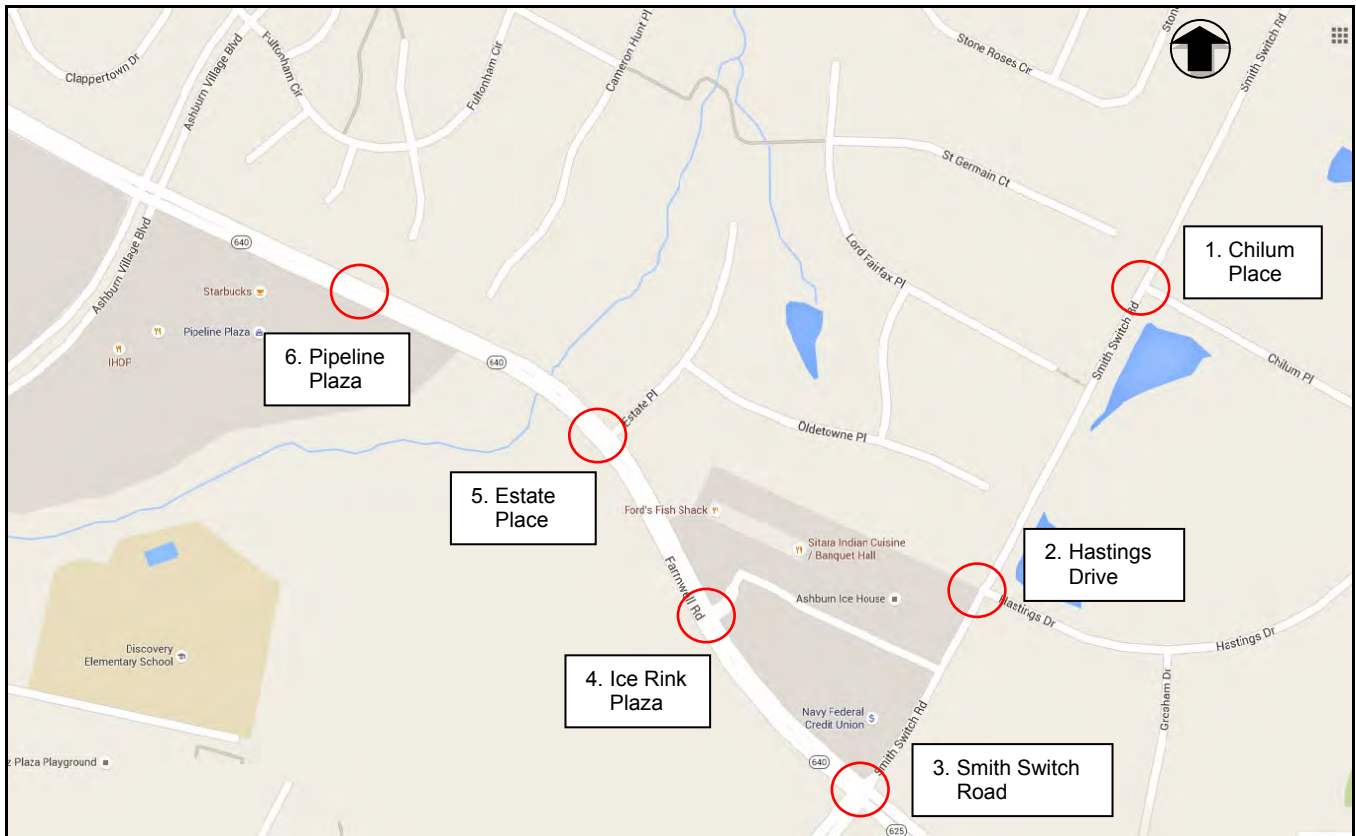 Clappertown Dr
Ashburn Village Blvd
Fultonham Cir
Fultonham Cir
Cameron Hunt Pl
Stone Roses Cir
Ston
Smith Switch Rd
St Germain Ct
Lord Fairfax Pl
1. Chilum
Place
640
Starbucks
Ashburn Village Blvd
Pipeline Plaza
IHOP
6. Pipeline
Plaza
640
Smith Switch Rd
Chilum Pl
Estate Pl
Oldetowne Pl
5. Estate
Place
Ford's Fish Shack
Sitara Indian Cuisine
/ Banquet Hall
Ashburn Ice House
2. Hastings
Drive
Hastings Dr
Hastings Dr
Farmwell Rd
Discovery
Elementary School
4. Ice Rink
Plaza
Gresham Dr
Navy Federal
Credit Union
$
Smith Switch Rd
z Plaza Playground
640
3. Smith Switch
Road
625